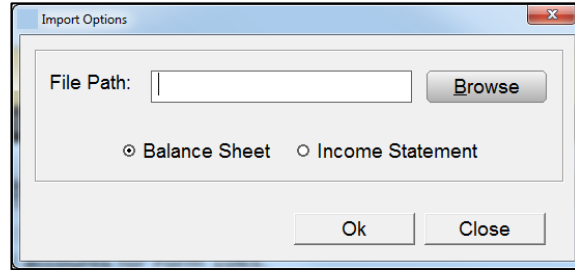 Import Options
File Path:
Browse
Balance Sheet Income Statement
Ok Close